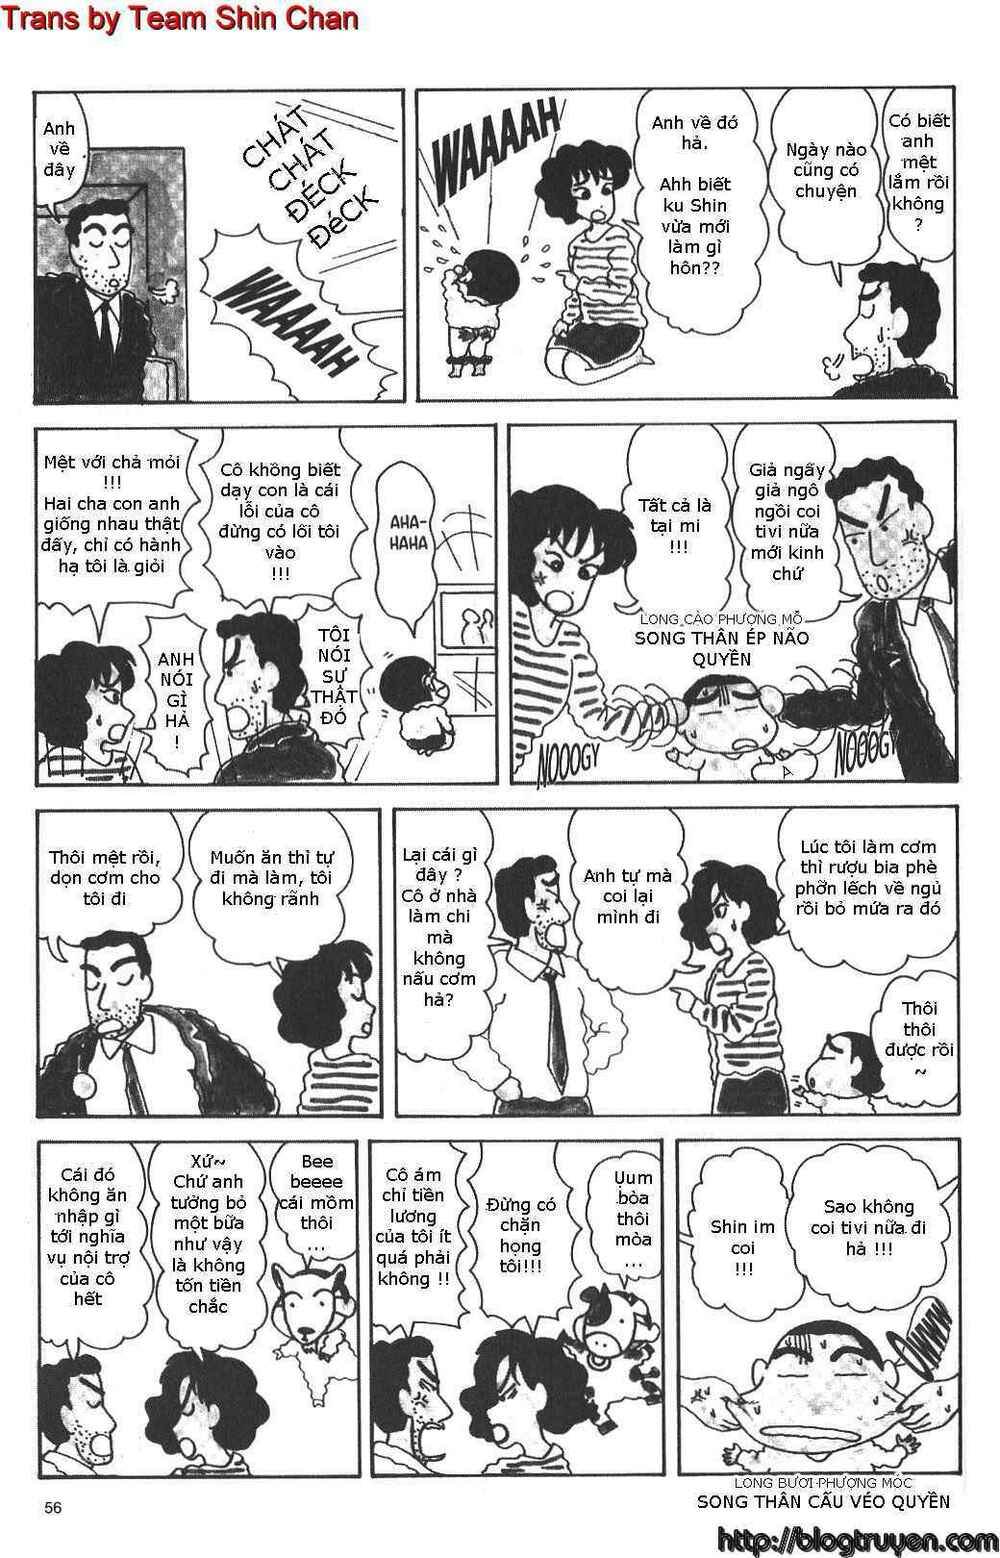 Trans by Team Shin Chan
Anh
về
đây
CHÁT
CHÁT
ĐÉCK
ĐéCK
WAAAAH
WAAAAH
Anh về đó
hả.
Ahh biết
ku Shin
vừa mới
làm gì
hôn??
Ngày nào
cũng có
chuyện
Có biết
anh
mệt
lắm rồi
không
?
Mệt với chả mỏi
!!!
Hai cha con anh
giống nhau thật
đấy, chỉ có hành
hạ tôi là giỏi
ANH
NÓI
GÌ
HẢ
!
Cô không biết
dạy con là cái
lỗi của cô
đừng có lôi tôi
vào
!!!
TÔI
NÓI
SỰ
THẬT
ĐÓ
AHA-
HAHA
Tất cả là
tại mi
!!!
Giả ngấy
giả ngô
ngồi coi
tivi nữa
mới kinh
chứ
LONG CÀO PHƯỢNG MỔ
SONG THÂN ÉP NÃO
QUYỀN
NOOOGY
NOOOGY
Thôi mệt rồi,
dọn cơm cho
tôi đi
Muốn ăn thì tự
đi mà làm, tôi
không rãnh
Lại cái gì
đây ?
Cô ở nhà
làm chi
mà
không
nấu cơm
hả?
Anh tự mà
coi lại
mình đi
Lúc tôi làm cơm
thì rượu bia phè
phỡn lếch về ngủ
rồi bỏ mứa ra đó
Thôi
thôi
được rồi
~
Cái đó
không ăn
nhập gì
tới nghĩa
vụ nội trợ
của cô
hết
Xứ~
Chứ anh
tưởng bỏ
một bữa
như vậy
là không
tốn tiền
chắc
Bee
beeee
cái mồm
thôi
...
Cô ám
chỉ tiền
lương
của tôi ít
quá phải
không !!
Đừng có
chặn
họng
tôi!!!
Ụum
bòa
thôi
mòa
...
Shin im
coi
!!!
Sao không
coi tivi nữa đi
hả !!!
OWWW
LONG BƯƠI PHƯỢNG MÓC
SONG THÂN CẤU VÉO QUYỀN
56
http://blogtruyen.com